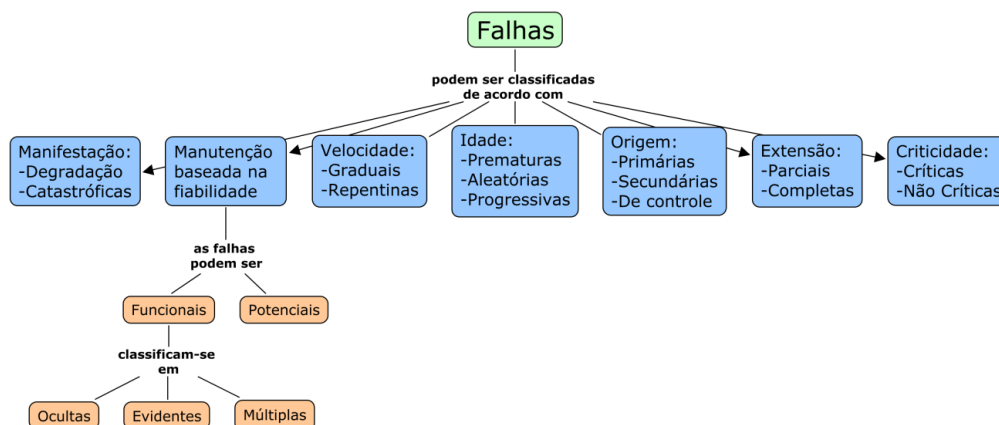 Falhas
podem ser classificadas
de acordo com
Manifestação:
-Degradação
-Catastróficas
Manutenção
baseada na
fiabilidade
Velocidade:
-Graduais
-Repentinas
Idade:
-Prematuras
-Aleatórias
-Progressivas
Origem:
-Primárias
-Secundárias
-De controle
Extensão:
-Parciais
-Completas
Criticidade:
-Críticas
-Não Críticas
as falhas
podem ser
Funcionais
Potenciais
classificam-se
em
Ocultas
Evidentes
Múltiplas